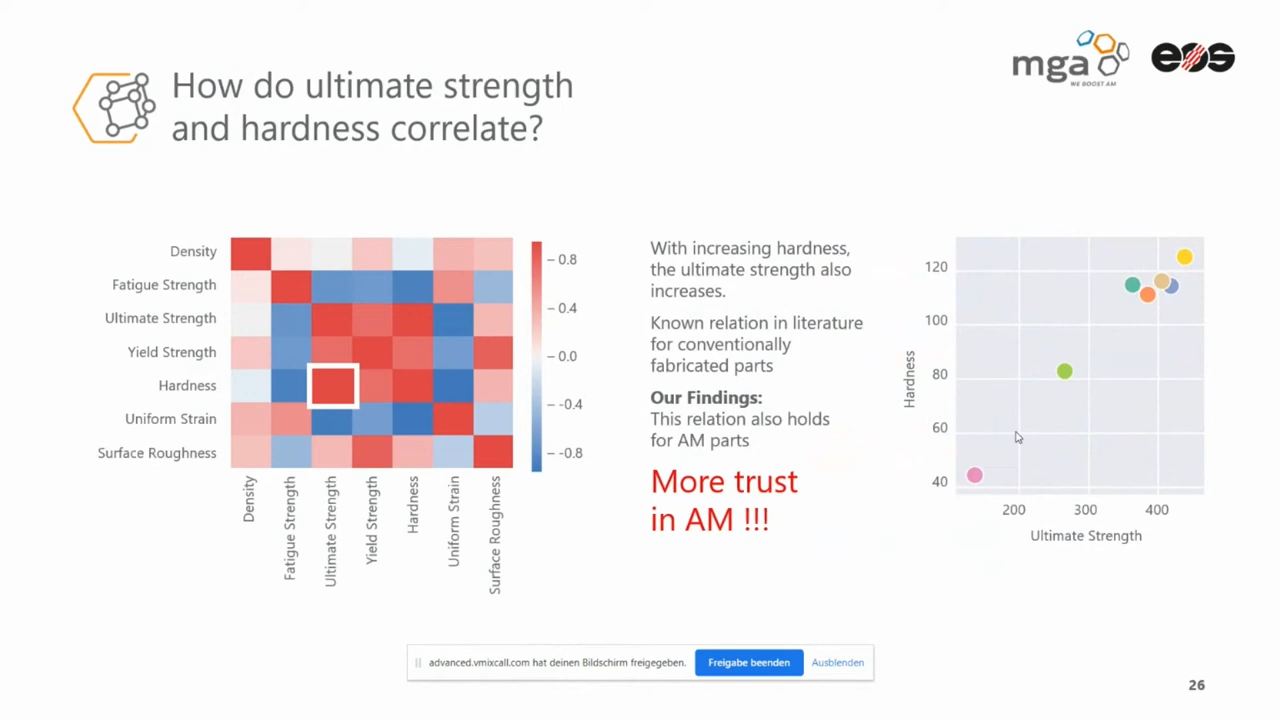 How do ultimate strength
and hardness correlate?
mga
WE BOOST AM
eos
Density
Fatigue Strength
Ultimate Strength
Yield Strength
Hardness
Uniform Strain
Surface Roughness
Density
Fatigue Strength
Ultimate Strength
Yield Strength
Hardness
Uniform Strain
Surface Roughness
0.8
0.4
0.0
-0.4
-0.8
With increasing hardness,
the ultimate strength also
increases.
Known relation in literature
for conventionally
fabricated parts
Our Findings:
This relation also holds
for AM parts
More trust
in AM !!!
Hardness
120
100
80
60
40
200
300
400
Ultimate Strength
advanced.vmixcall.com hat deinen Bildschirm freigegeben.
Freigabe beenden
Ausblenden
26